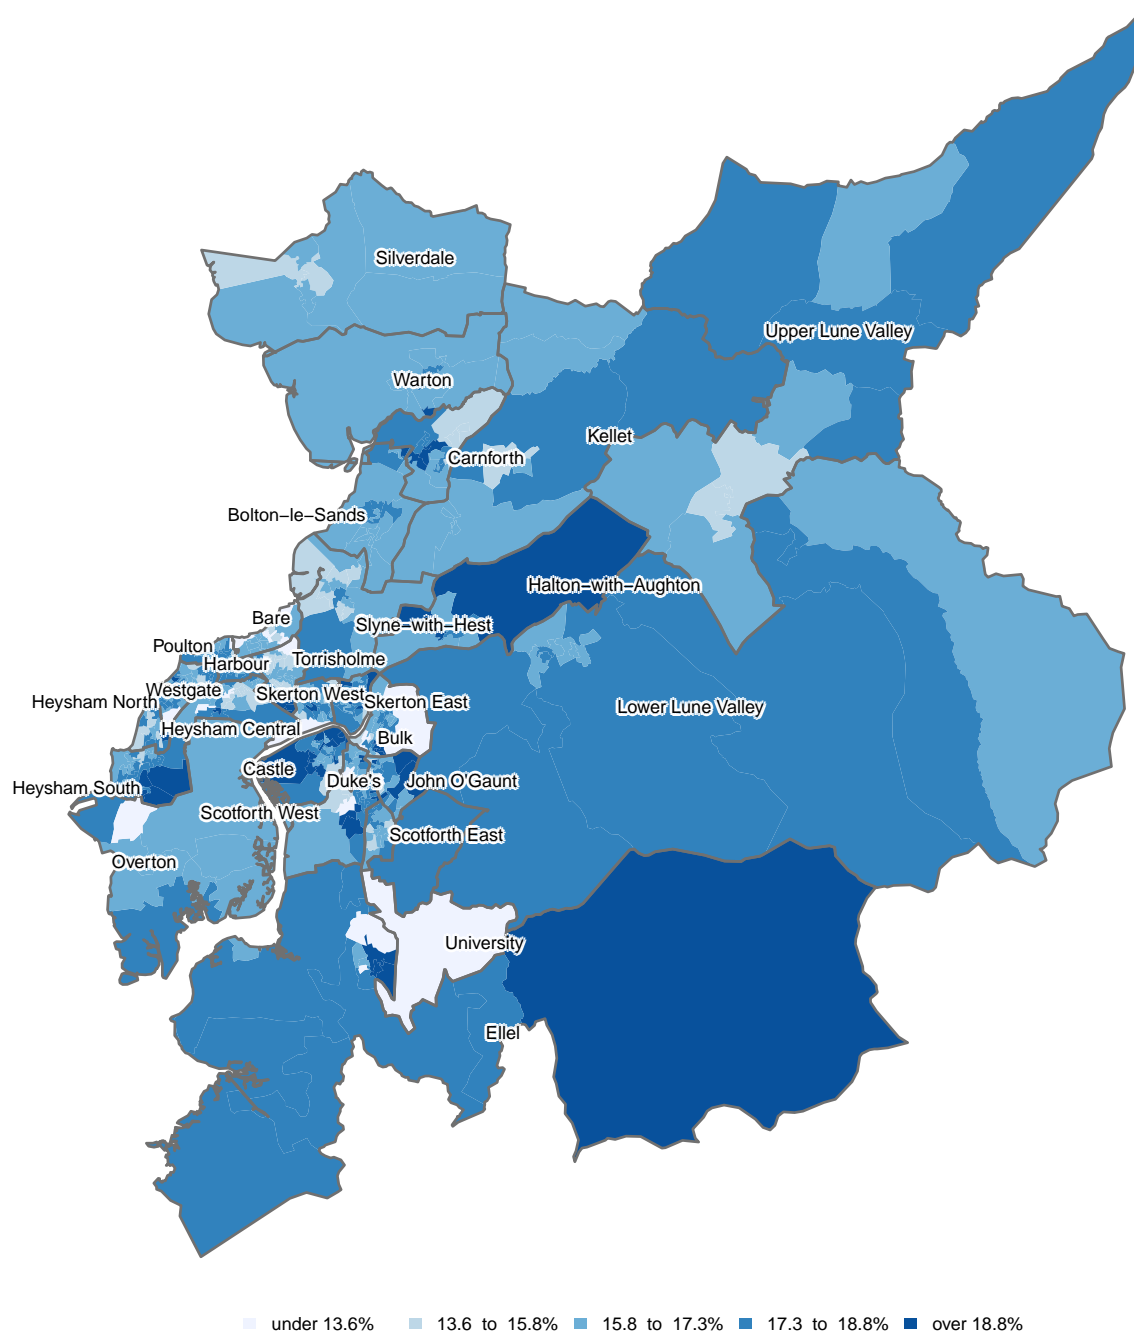 Silverdale
Upper Lune Valley
Warton
Kellet
Carnforth
Bolton−le−Sands
Halton−with−Aughton
Bare
Slyne−with−Hest
Poulton
Harbour
Torrisholme
Westgate
Skerton West
Heysham North
Skerton East
Lower Lune Valley
Heysham Central
Bulk
Castle
Duke's
John O'Gaunt
Heysham South
Scotforth West
Scotforth East
Overton
University
Ellel
under 13.6% 13.6 to 15.8% 15.8 to 17.3% 17.3 to 18.8% over 18.8%